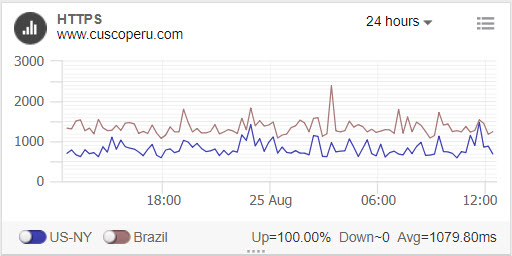 HTTPS
24 hours
www.cuscoperu.com
3000
2000
1000
0
18:00 25 Aug 06:00 12:00
US-NY Brazil Up=100.00% Down~0 Avg=1079.80ms